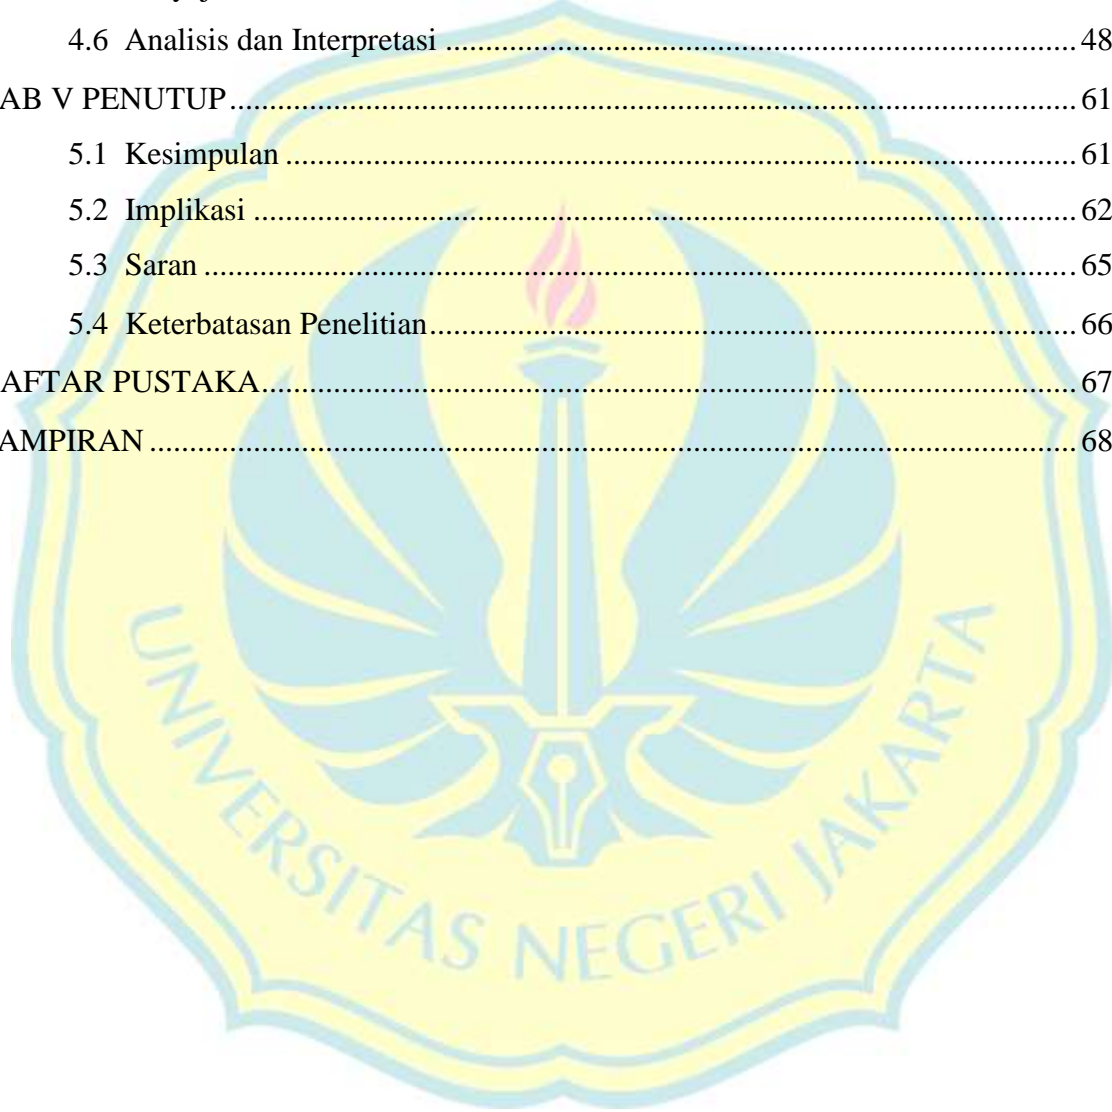 4.6 Analisis dan Interpretasi ........................................................................... 48
AB V PENUTUP ........................................................................... 61
5.1 Kesimpulan ........................................................................... 61
5.2 Implikasi ........................................................................... 62
5.3 Saran ........................................................................... 65
5.4 Keterbatasan Penelitian ........................................................................... 66
AFTAR PUSTAKA ........................................................................... 67
AMPIRAN ........................................................................... 68
UNIVERSITAS NEGERI JAKARTA